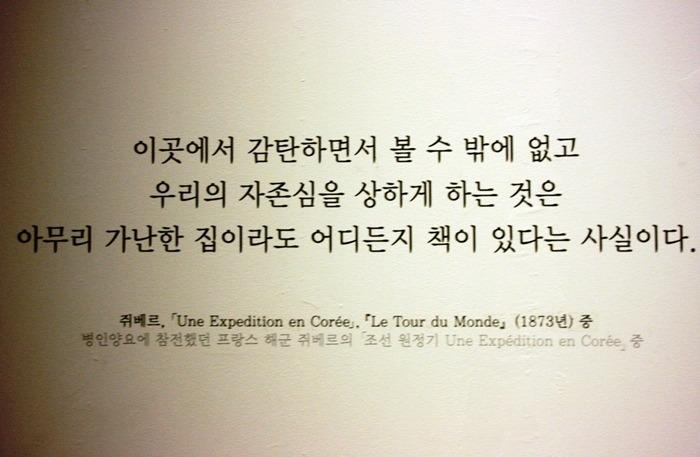 이곳에서 감탄하면서 볼 수 밖에 없고
우리의 자존심을 상하게 하는 것은
아무리 가난한 집이라도 어디든지 책이 있다는 사실이다.
쥐베르, 「Une Expedition en Corée」, 『Le Tour du Monde』 (1873년) 중
병인양요에 참전했던 프랑스 해군 쥐베르의 「조선 원정기 Une Expédition en Corée」 중